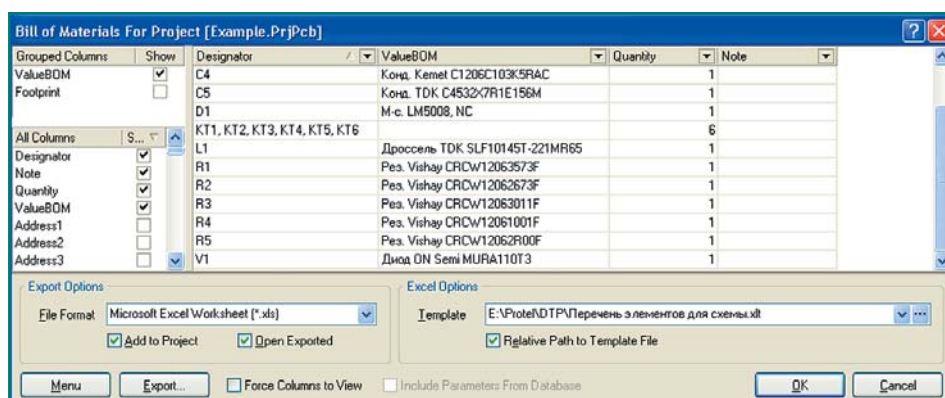 Bill of Materials For Project [Example.PrjPcb]
Grouped Columns Show
ValueBOM
Footprint
All Columns S...
Designator
Note
Quantity
ValueBOM
Address1
Address2
Address3
Designator ValueBOM Quantity Note
C4 Конд. Kemet C1206C103K5RAC 1
C5 Конд. TDK C4532X7R1E156M 1
D1 М-с. LM5008, NC 1
KT1, KT2, KT3, KT4, KT5, KT6 6
L1 Дроссель TDK SLF10145T-221MR65 1
R1 Рез. Vishay CRCW12063573F 1
R2 Рез. Vishay CRCW12062673F 1
R3 Рез. Vishay CRCW12063011F 1
R4 Рез. Vishay CRCW12061001F 1
R5 Рез. Vishay CRCW12062R00F 1
V1 Диод ON Semi MURA110T3 1
Export Options
File Format Microsoft Excel Worksheet (*.xls)
Add to Project Open Exported
Excel Options
Template E:\Protel\DTP\Перечень элементов для схемы.xlt
Relative Path to Template File
Menu Export... Force Columns to View Include Parameters From Database OK Cancel